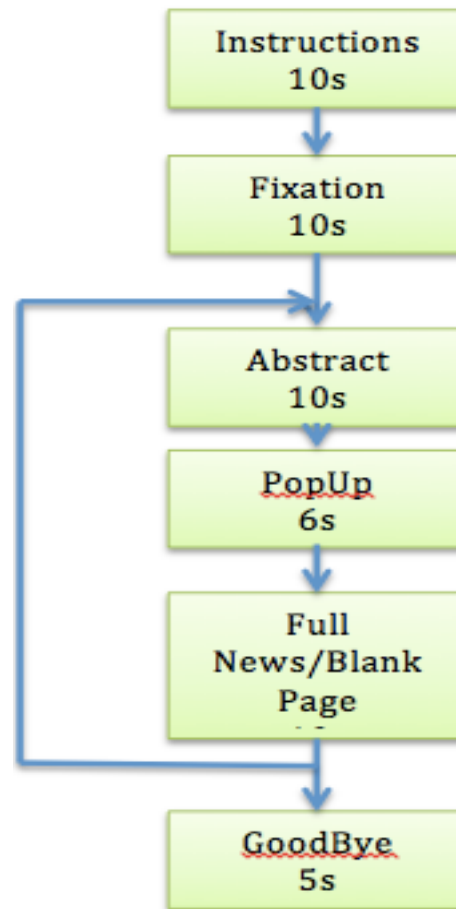 Instructions
10s
Fixation
10s
Abstract
10s
PopUp
6s
Full
News/Blank
Page
GoodBye
5s